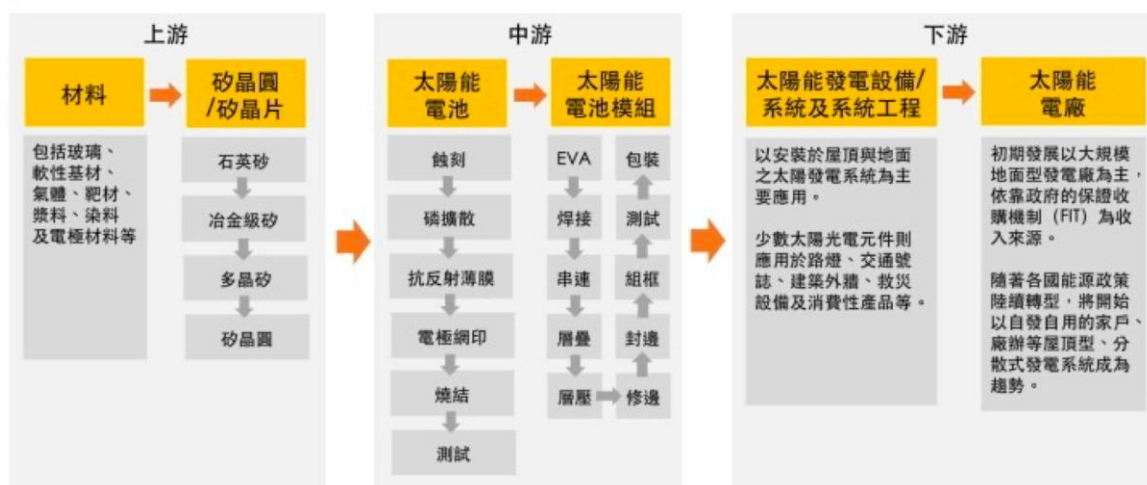 上游
材料
包括玻璃、
軟性基材、
氣體、靶材、
漿料、染料
及電極材料等
矽晶圓
/矽晶片
石英砂
冶金級矽
多晶矽
矽晶圓
中游
太陽能
電池
蝕刻
磷擴散
抗反射薄膜
電極網印
燒結
測試
太陽能
電池模組
EVA
焊接
串連
層疊
層壓
修邊
封邊
組框
測試
包裝
下游
太陽能發電設備/
系統及系統工程
以安裝於屋頂與地面
之太陽發電系統為主
要應用。
少數太陽光電元件則
應用於路燈、交通號
誌、建築外牆、救災
設備及消費性產品等。
太陽能
電廠
初期發展以大規模
地面型發電廠為主，
依靠政府的保證收
購機制（FIT）為收
入來源。
隨著各國能源政策
陸續轉型，將開始
以自發自用的家戶、
廠辦等屋頂型、分
散式發電系統成為
趨勢。